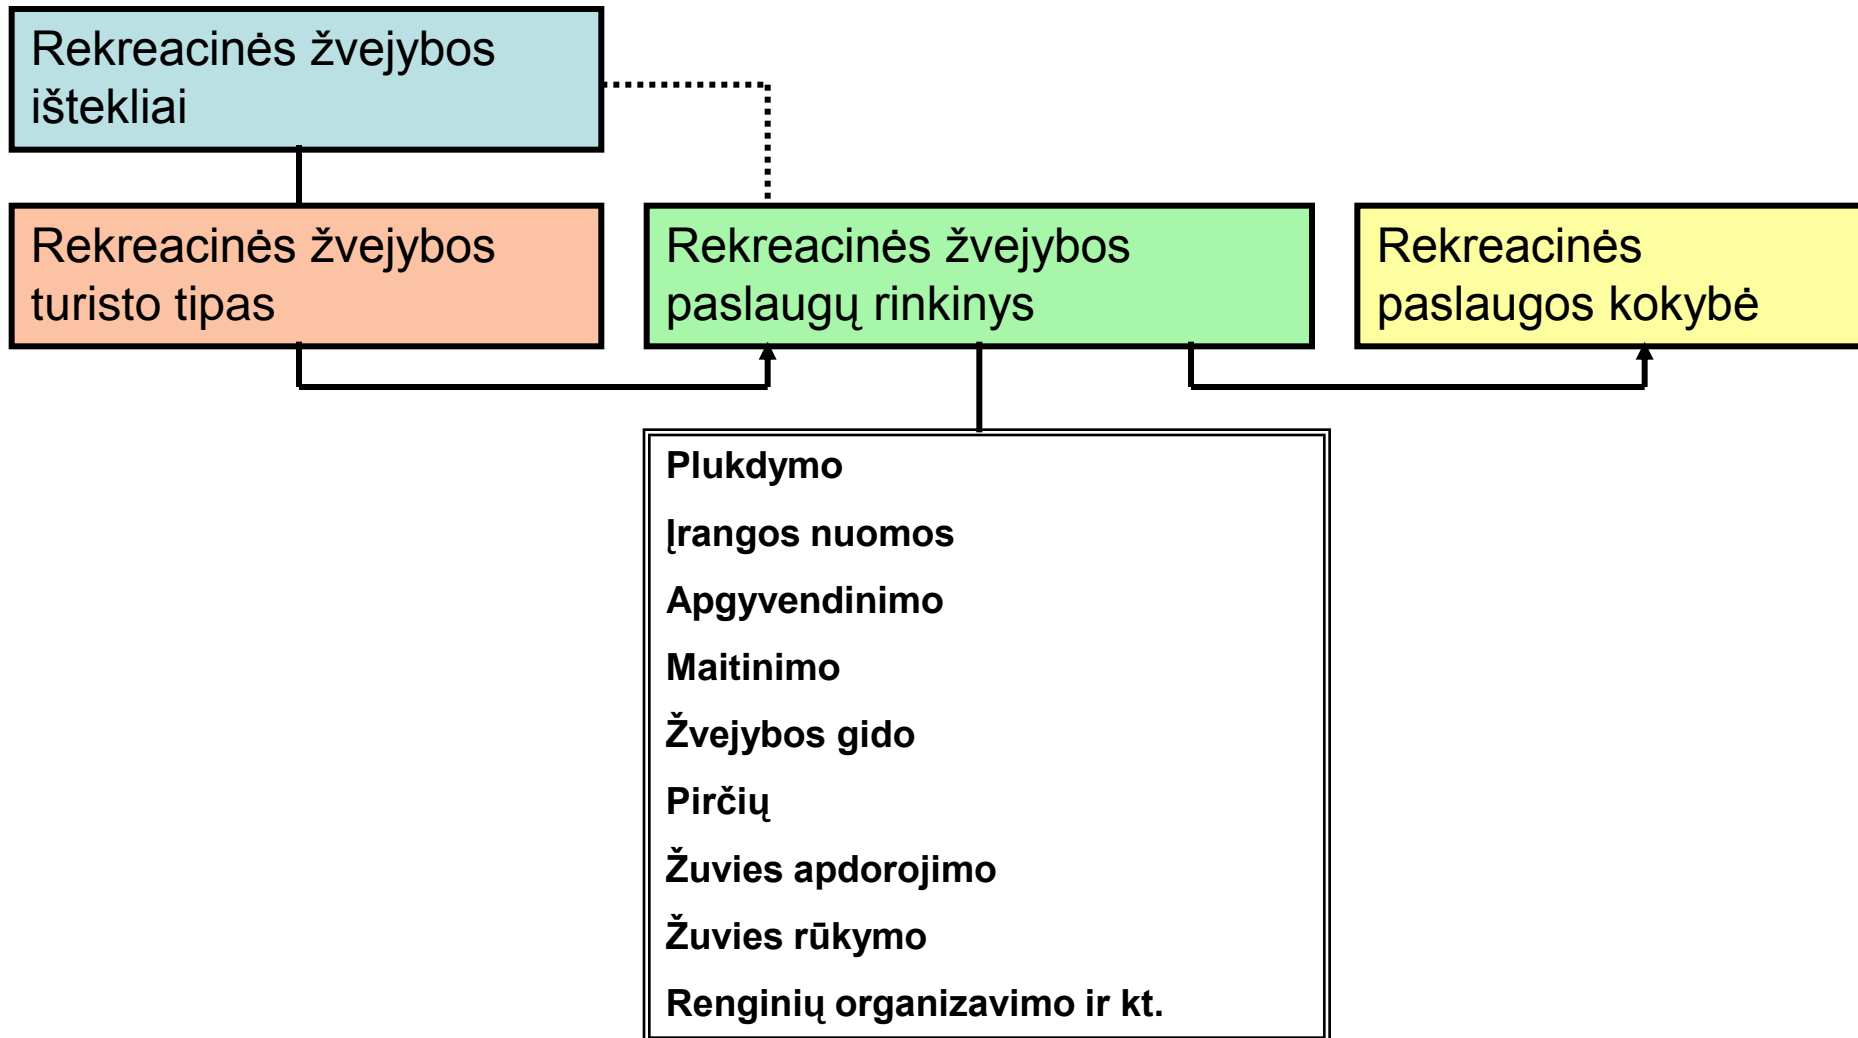 Rekreacinės žvejybos
ištekliai
Rekreacinės žvejybos
turisto tipas
Rekreacinės žvejybos
paslaugų rinkinys
Rekreacinės
paslaugos kokybė
Plukdymo
Įrangos nuomos
Apgyvendinimo
Maitinimo
Žvejybos gido
Pirčių
Žuvies apdorojimo
Žuvies rūkymo
Renginių organizavimo ir kt.